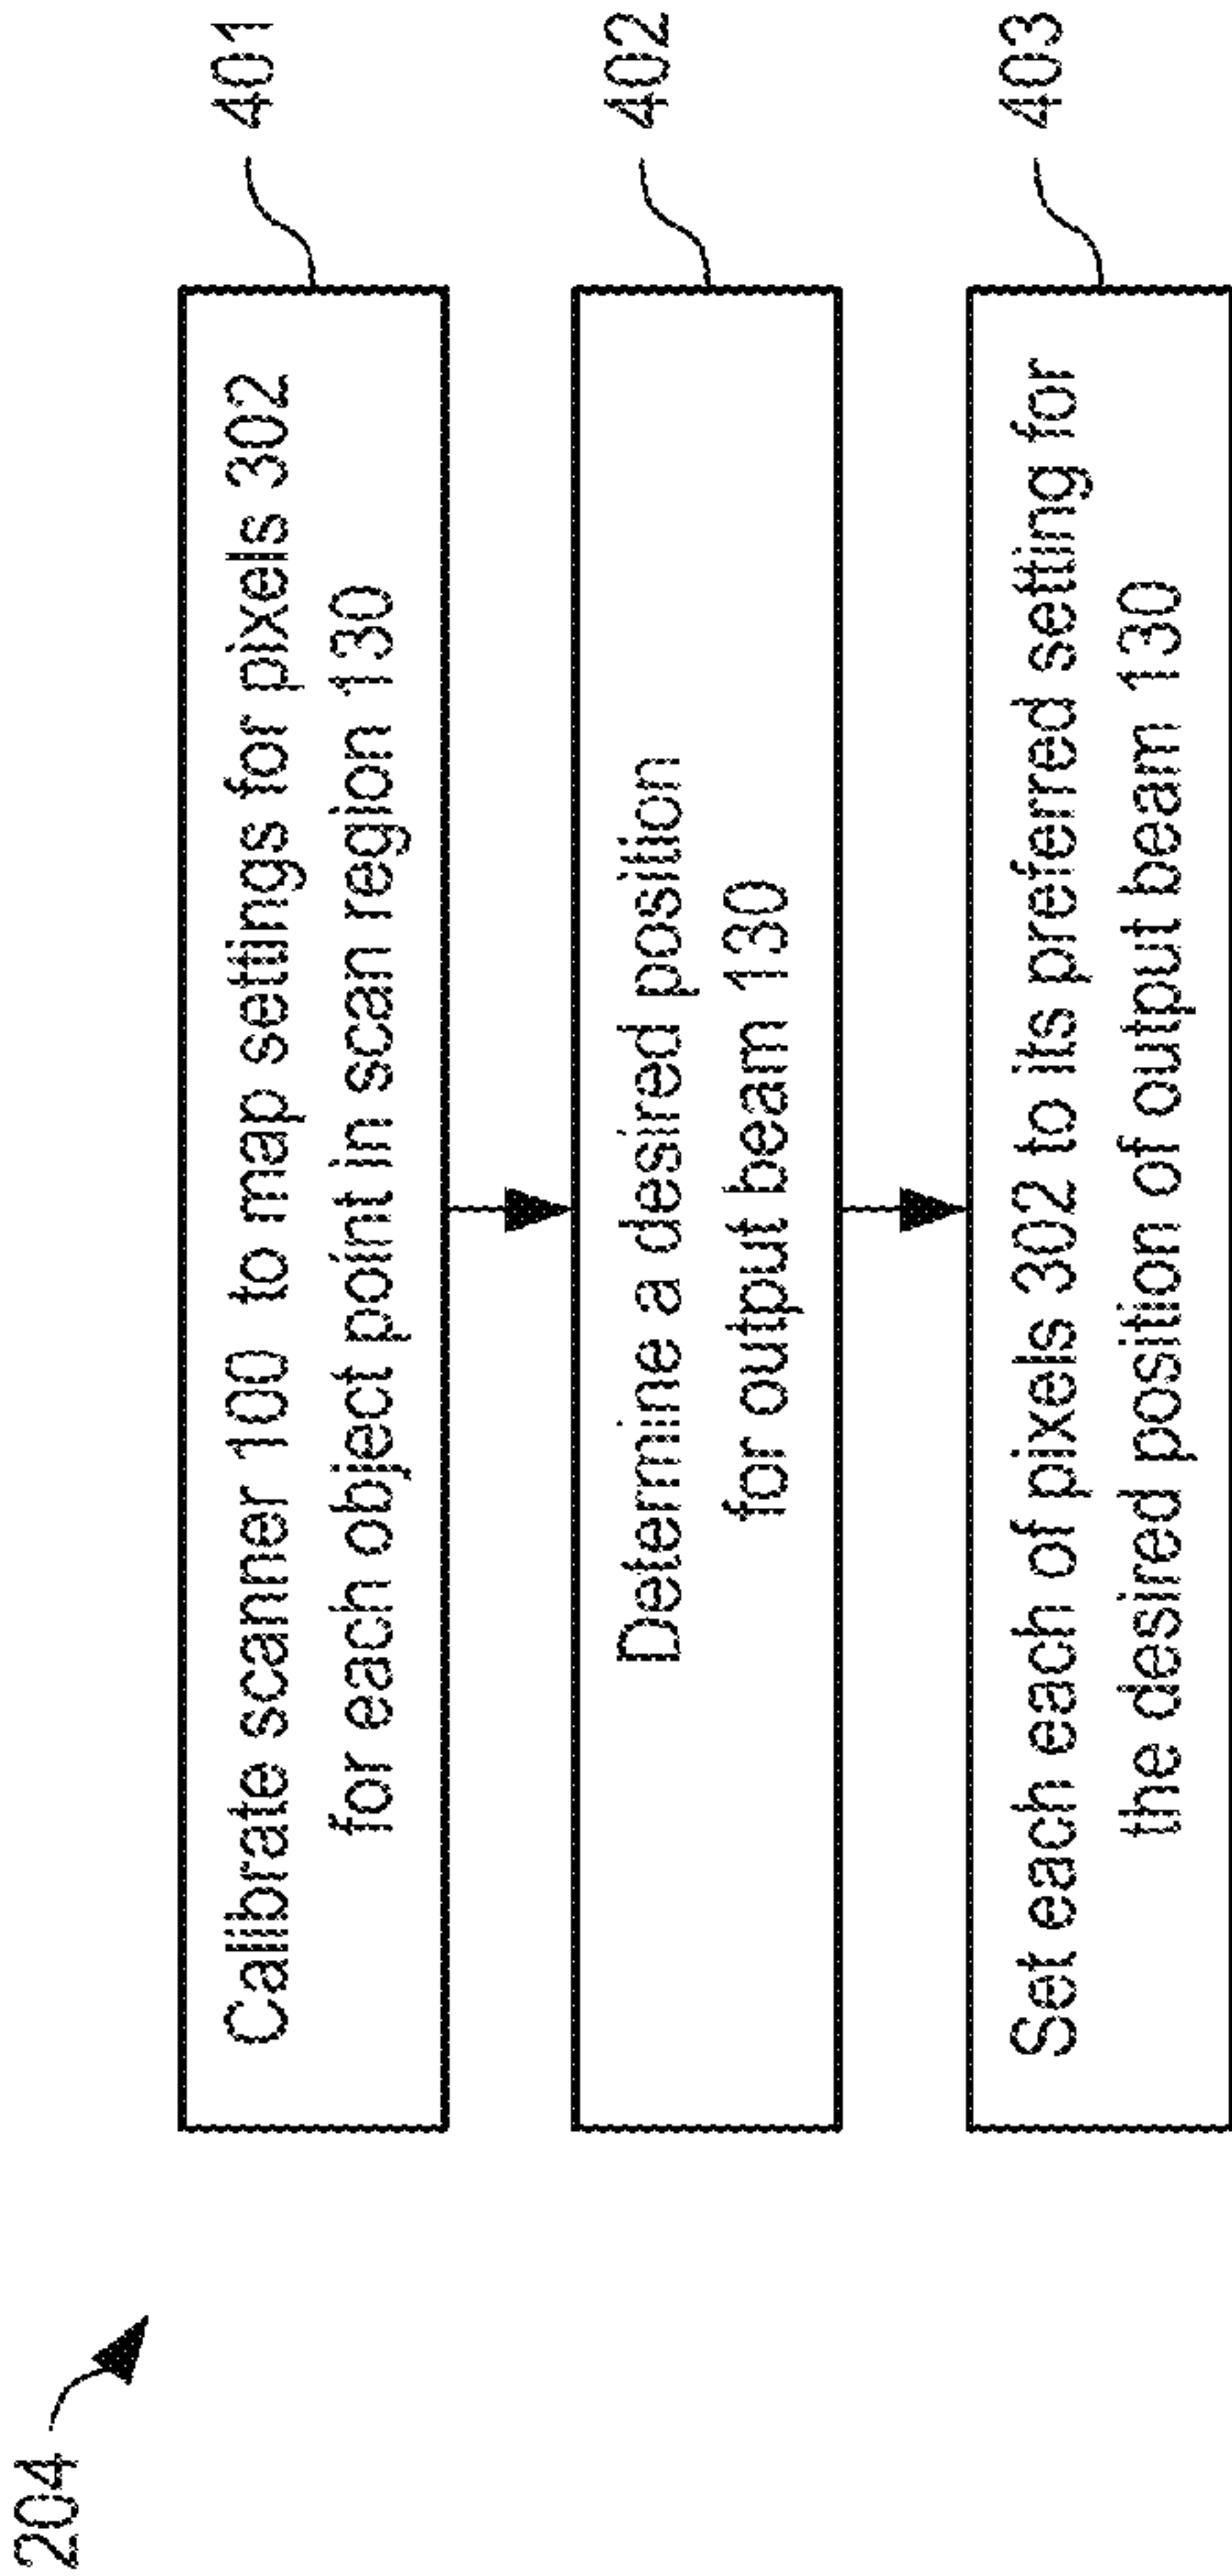 204
Calibrate scanner 100 to map settings for pixels 302
for each object point in scan region 130
401
Determine a desired position
for output beam 130
402
Set each each of pixels 302 to its preferred setting for
the desired position of output beam 130
403